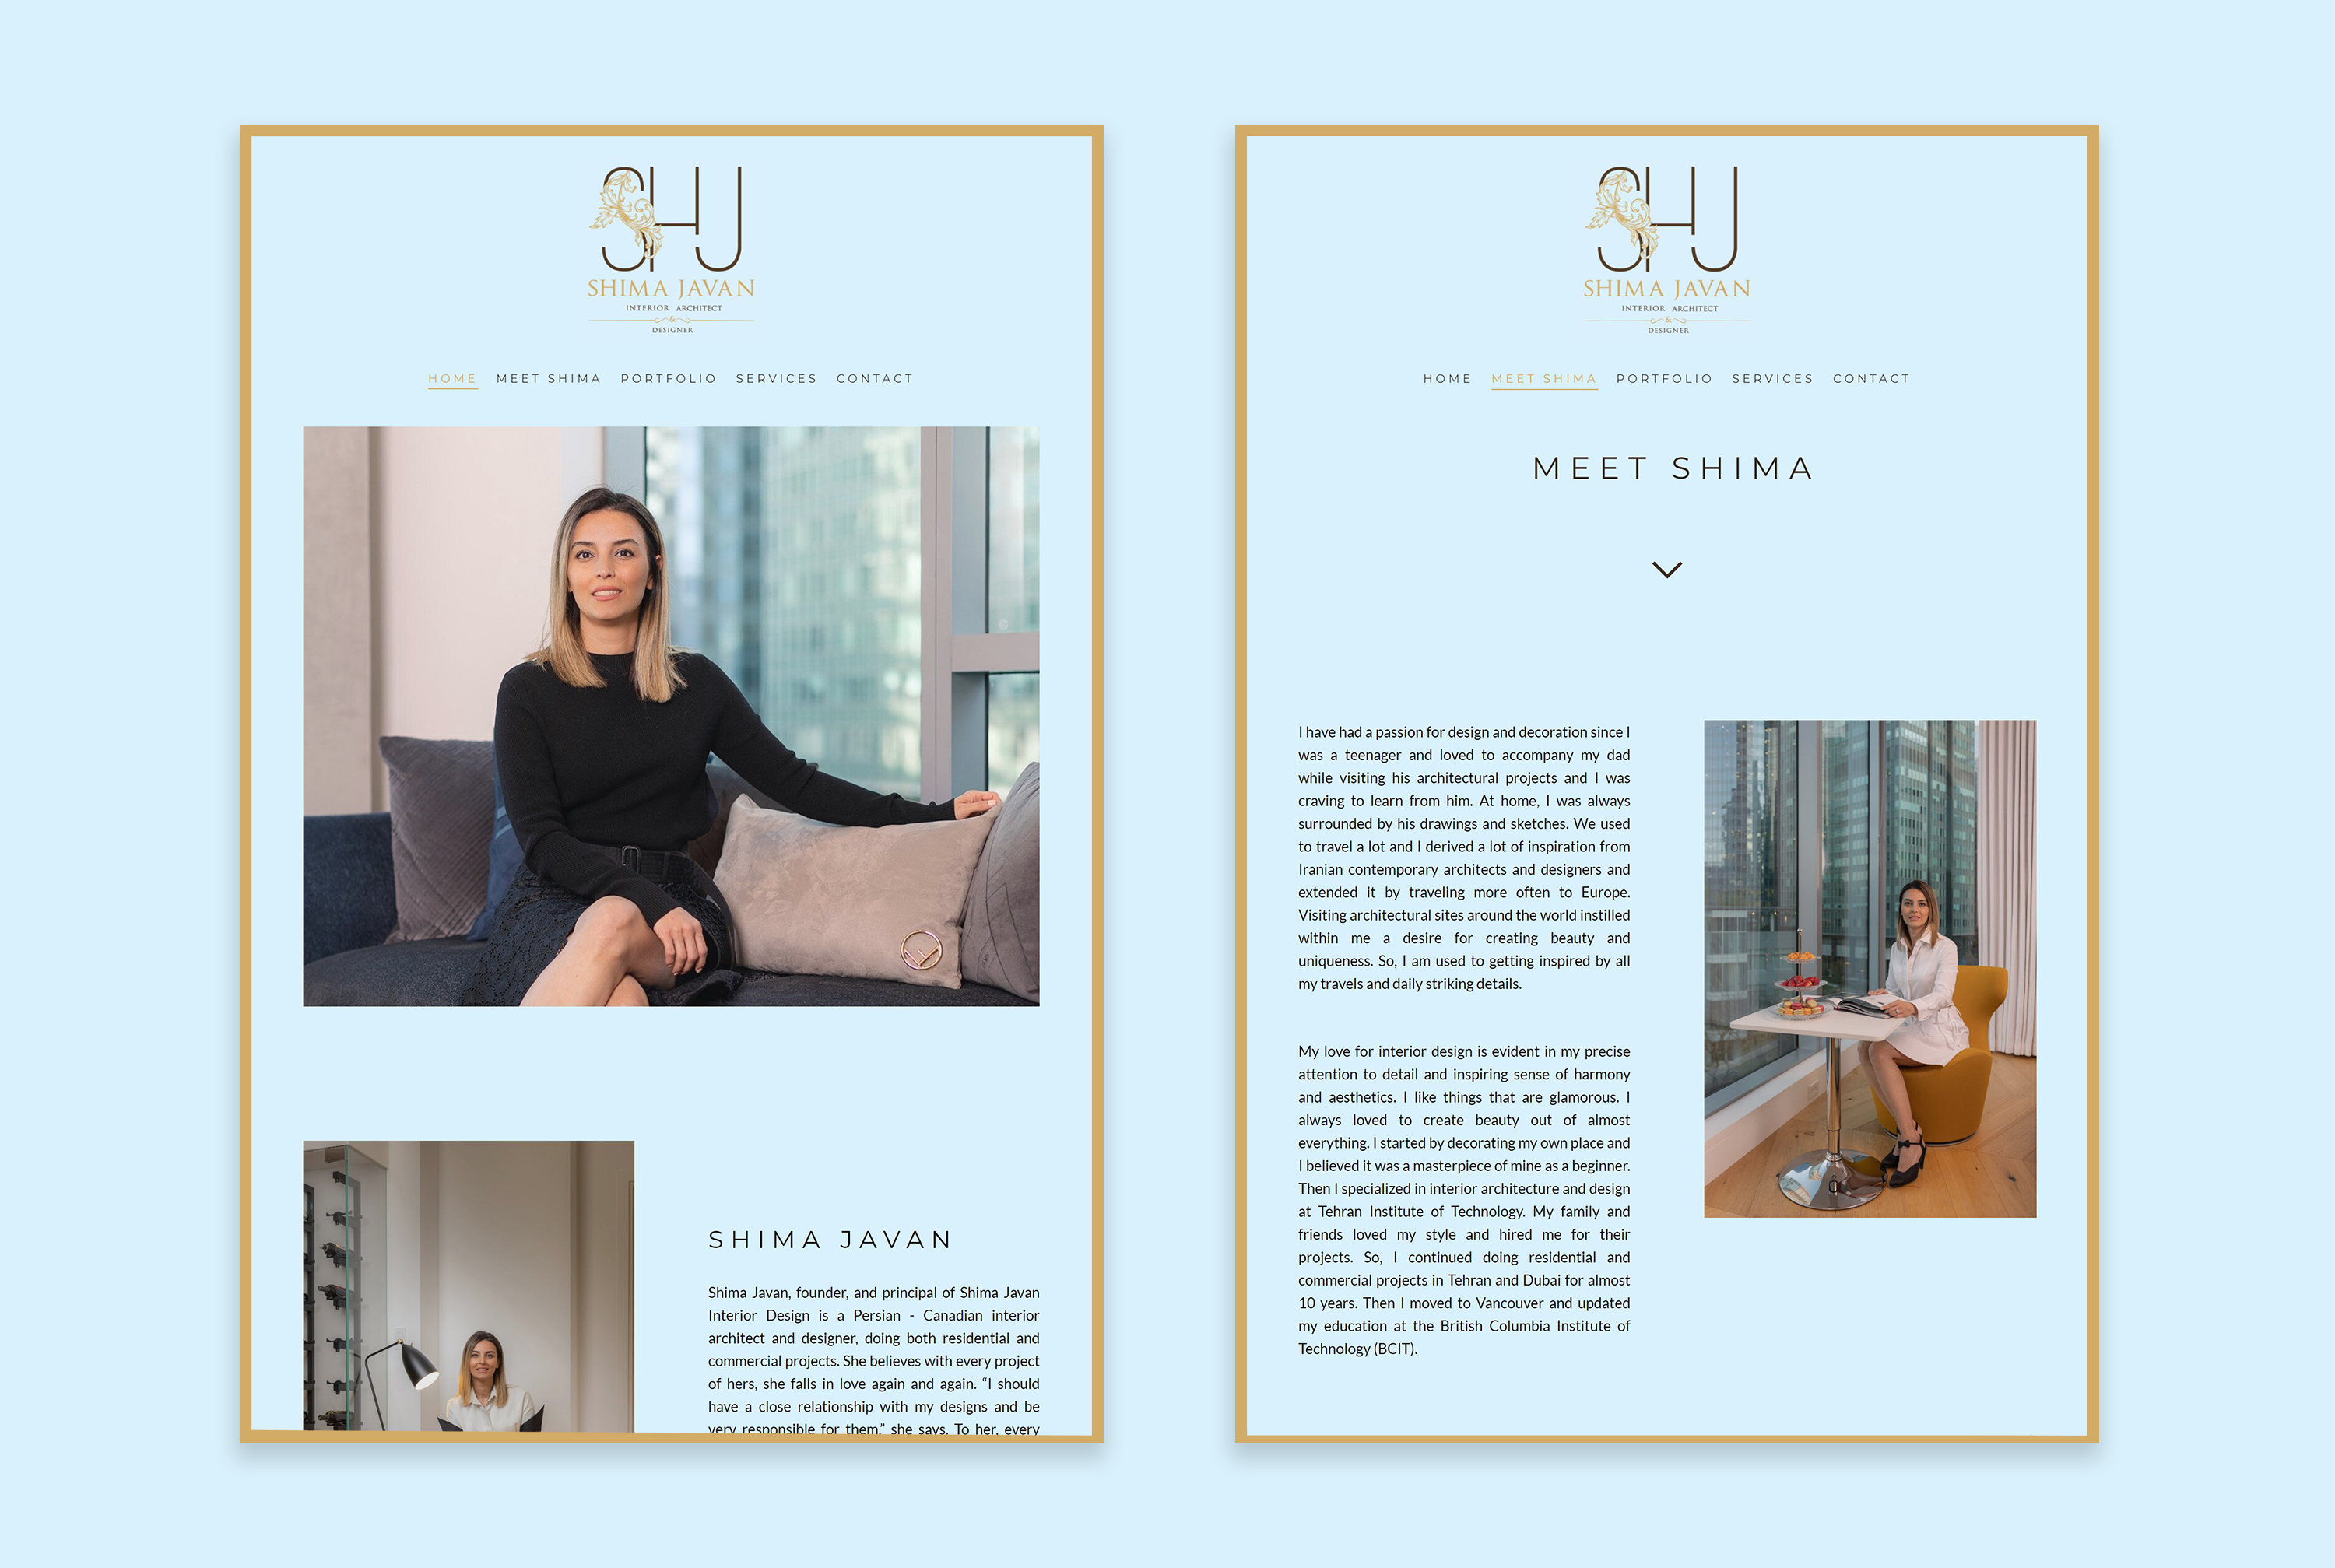 SHJ
SHIMA JAVAN
INTERIOR ARCHITECT
&
DESIGNER
HOME MEET SHIMA PORTFOLIO SERVICES CONTACT
SHIMA JAVAN
Shima Javan, founder, and principal of Shima Javan
Interior Design is a Persian - Canadian interior
architect and designer, doing both residential and
commercial projects. She believes with every project
of hers, she falls in love again and again. “I should
have a close relationship with my designs and be
very responsible for them,” she says. To her, every
SHJ
SHIMA JAVAN
INTERIOR ARCHITECT
&
DESIGNER
HOME MEET SHIMA PORTFOLIO SERVICES CONTACT
MEET SHIMA
I have had a passion for design and decoration since I
was a teenager and loved to accompany my dad
while visiting his architectural projects and I was
craving to learn from him. At home, I was always
surrounded by his drawings and sketches. We used
to travel a lot and I derived a lot of inspiration from
Iranian contemporary architects and designers and
extended it by traveling more often to Europe.
Visiting architectural sites around the world instilled
within me a desire for creating beauty and
uniqueness. So, I am used to getting inspired by all
my travels and daily striking details.
My love for interior design is evident in my precise
attention to detail and inspiring sense of harmony
and aesthetics. I like things that are glamorous. I
always loved to create beauty out of almost
everything. I started by decorating my own place and
I believed it was a masterpiece of mine as a beginner.
Then I specialized in interior architecture and design
at Tehran Institute of Technology. My family and
friends loved my style and hired me for their
projects. So, I continued doing residential and
commercial projects in Tehran and Dubai for almost
10 years. Then I moved to Vancouver and updated
my education at the British Columbia Institute of
Technology (BCIT).